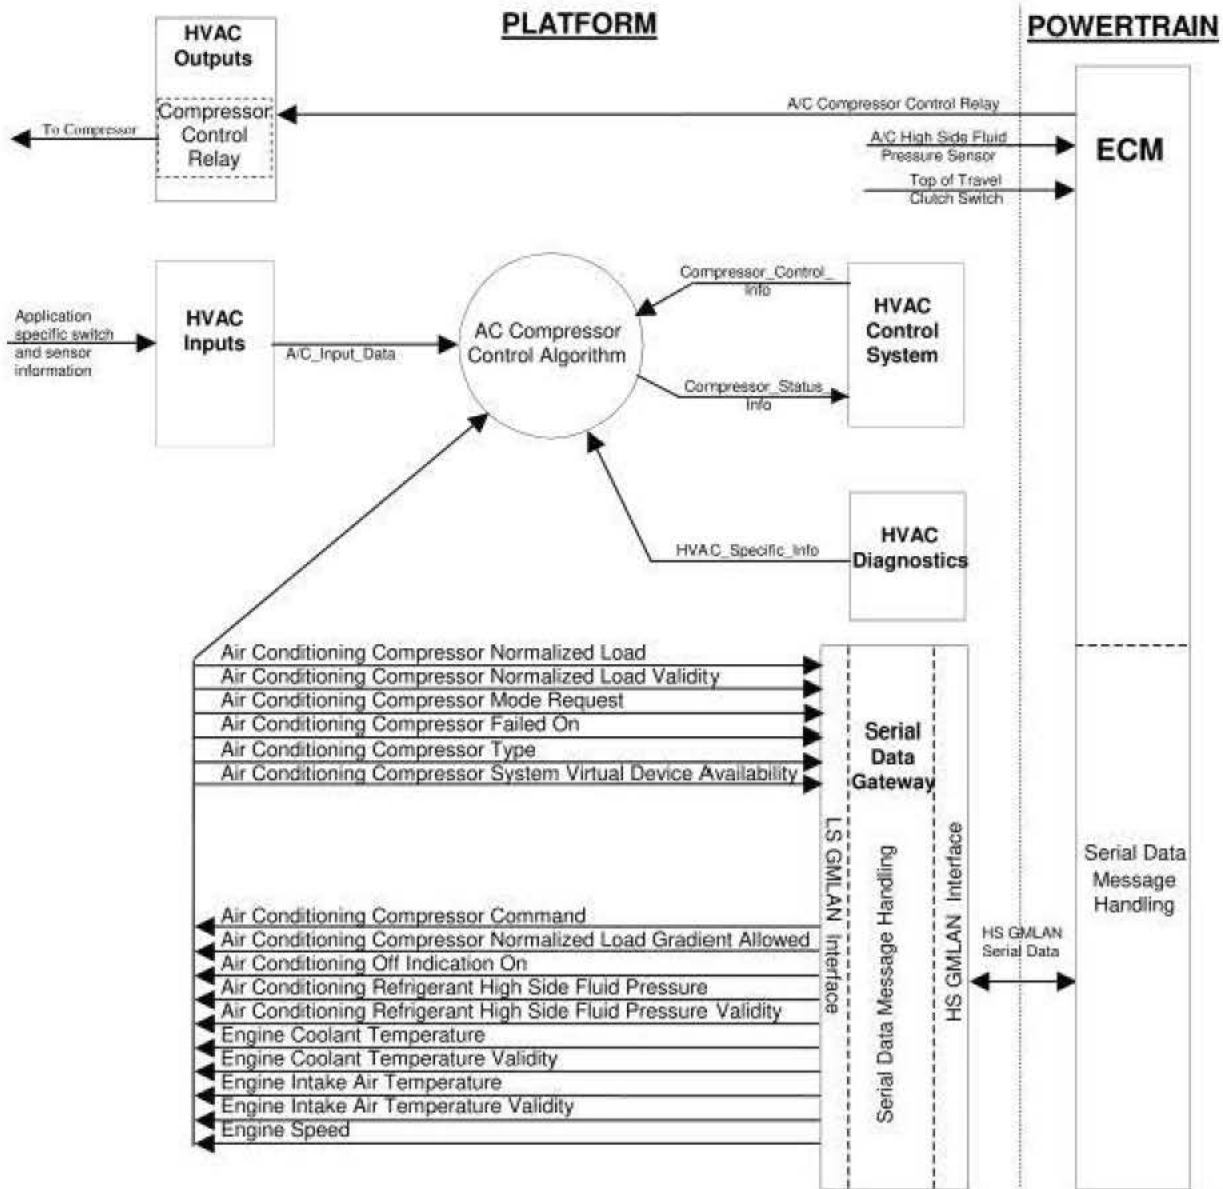 PLATFORM
POWERTRAIN
HVAC
Outputs
Compressor
Control
Relay
To Compressor
A/C Compressor Control Relay
A/C High Side Fluid
Pressure Sensor
Top of Travel
Clutch Switch
ECM
Application
specific switch
and sensor
information
HVAC
Inputs
A/C_Input_Data
AC Compressor
Control Algorithm
Compressor_Control_
Info
Compressor_Status_
Info
HVAC
Control
System
HVAC_Specific_Info
HVAC
Diagnostics
Air Conditioning Compressor Normalized Load
Air Conditioning Compressor Normalized Load Validity
Air Conditioning Compressor Mode Request
Air Conditioning Compressor Failed On
Air Conditioning Compressor Type
Air Conditioning Compressor System Virtual Device Availability
Air Conditioning Compressor Command
Air Conditioning Compressor Normalized Load Gradient Allowed
Air Conditioning Off Indication On
Air Conditioning Refrigerant High Side Fluid Pressure
Air Conditioning Refrigerant High Side Fluid Pressure Validity
Engine Coolant Temperature
Engine Coolant Temperature Validity
Engine Intake Air Temperature
Engine Intake Air Temperature Validity
Engine Speed
LS GMLAN Interface
Serial
Data
Gateway
Serial Data Message Handling
HS GMLAN Interface
HS GMLAN
Serial Data
Serial Data
Message
Handling